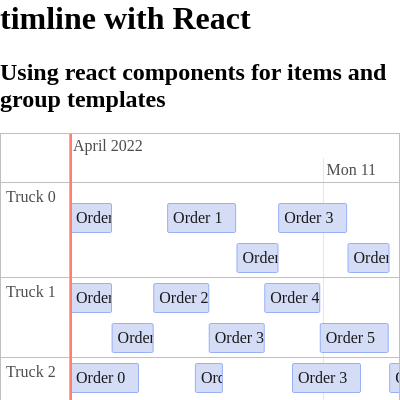 timline with React
Using react components for items and
group templates
April 2022
Mon 11
Truck 0
Order Order 1 Order 3
Order Order
Truck 1
Order Order 2 Order 4
Order Order 3 Order 5
Truck 2
Order 0 Order 3